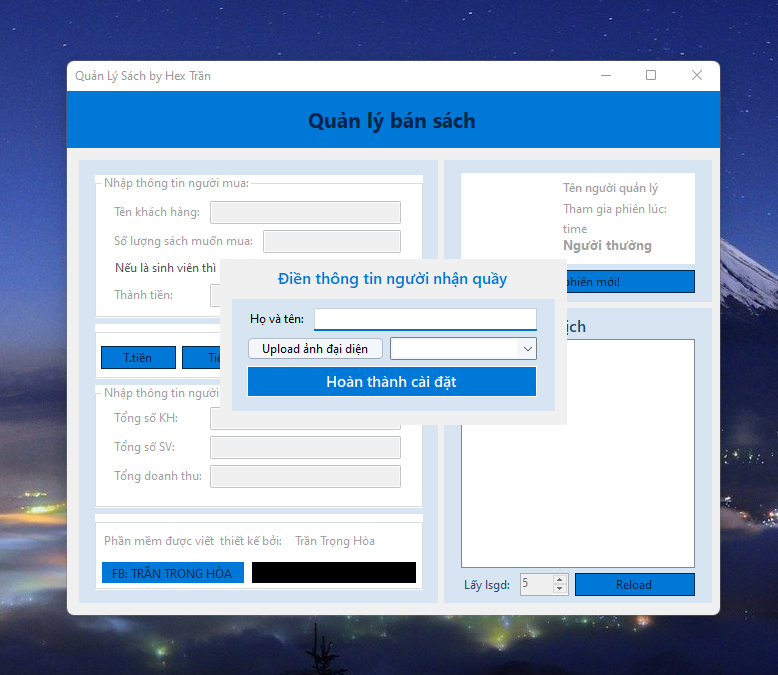 Quản Lý Sách by Hex Trần
Quản lý bán sách
Nhập thông tin người mua:
Tên khách hàng:
Số lượng sách muốn mua:
Nếu là sinh viên thì
Thành tiền:
T.tiền
Nhập thông tin người
Tổng số KH:
Tổng số SV:
Tổng doanh thu:
Phần mềm được viết thiết kế bởi: Trần Trọng Hòa
FB: TRẦN TRỌNG HÒA
Điền thông tin người nhận quầy
Họ và tên:
Upload ảnh đại diện
Hoàn thành cài đặt
Tên người quản lý
Tham gia phiên lúc:
time
Người thường
phiên mới!
Lấy lsgd: 5
Reload